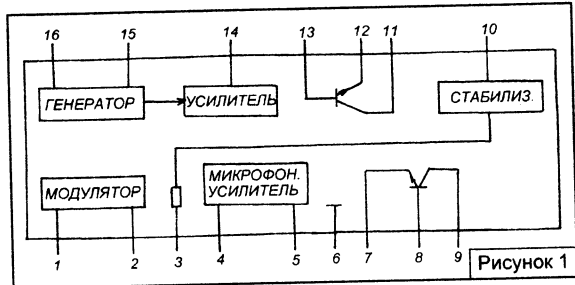 16 15 14 13 12 11 10
ГЕНЕРАТОР УСИЛИТЕЛЬ СТАБИЛИЗ.
МОДУЛЯТОР МИКРОФОН.
УСИЛИТЕЛЬ
1 2 3 4 5 6 7 8 9
Рисунок 1